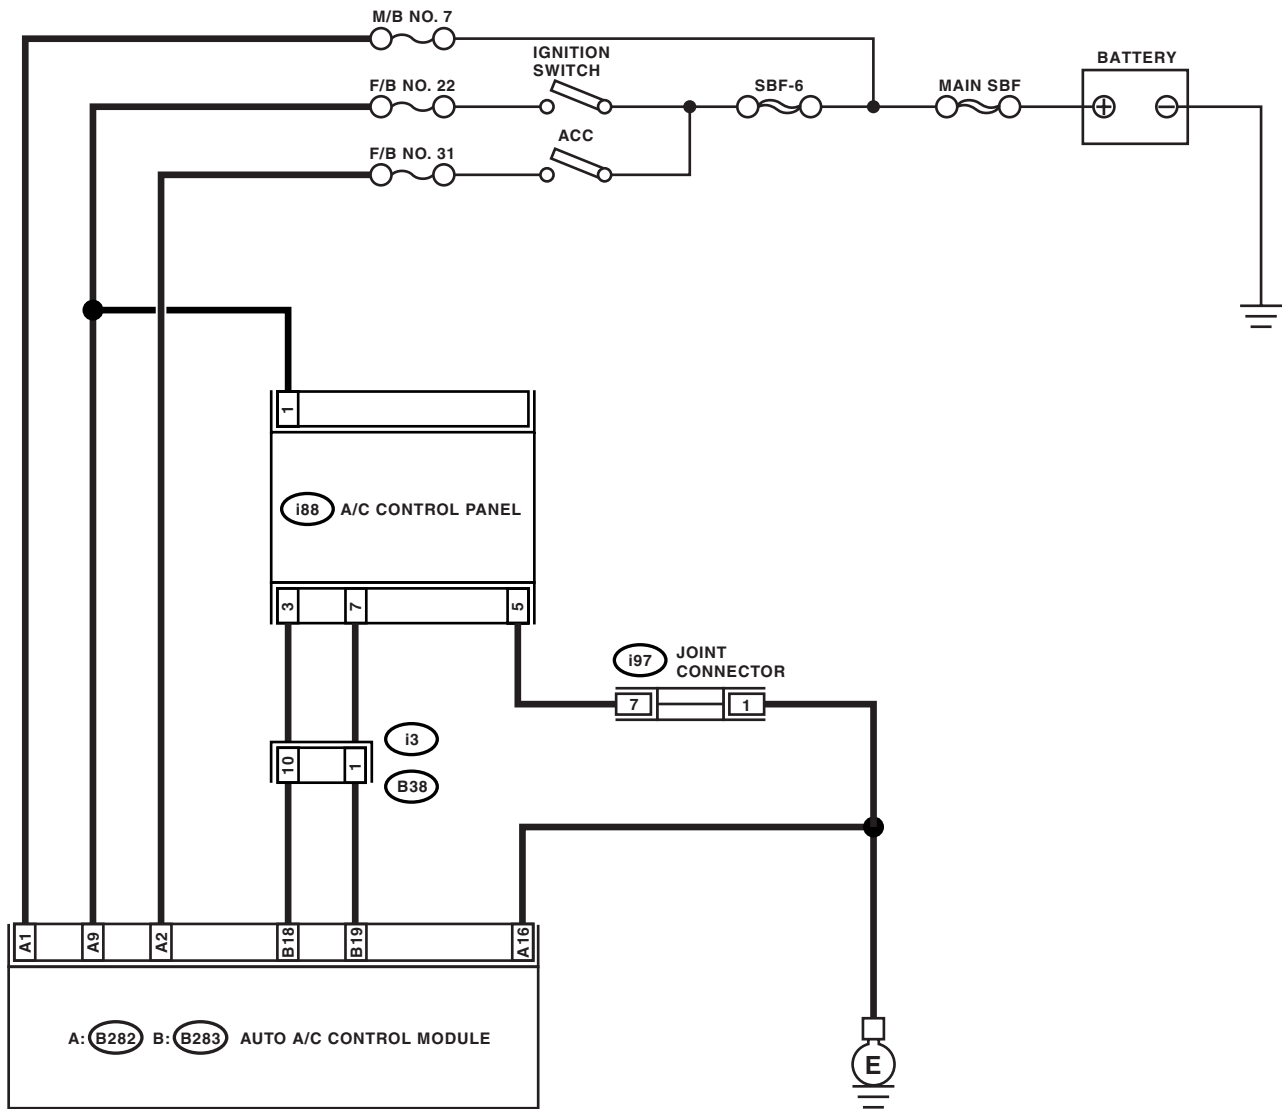 M/B NO. 7
IGNITION
SWITCH
BATTERY
F/B NO. 22
SBF-6
MAIN SBF
F/B NO. 31
ACC
1
i88 A/C CONTROL PANEL
3 7 5
i97 JOINT
CONNECTOR
7 1
i3
10 1
B38
A1 A9 A2 B18 B19 A16
A: B282 B: B283 AUTO A/C CONTROL MODULE
E